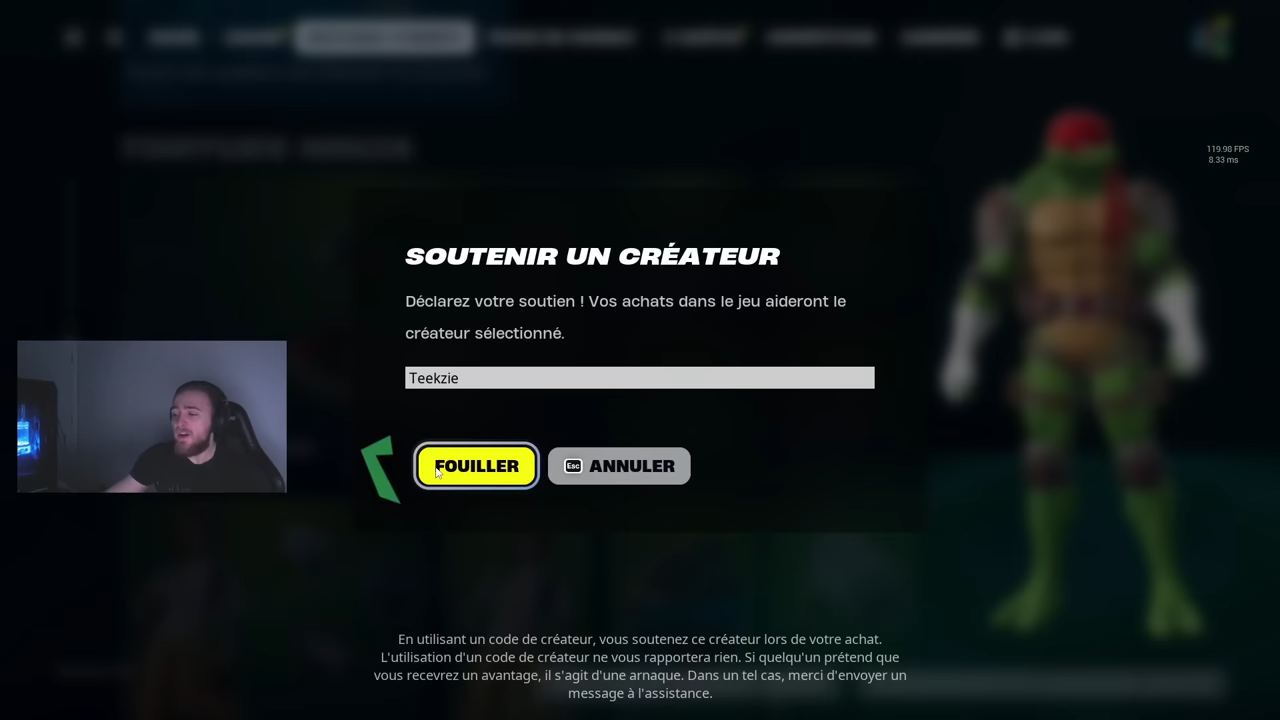 119.98 FPS
8.33 ms
SOUTENIR UN CRÉATEUR
Déclarez votre soutien ! Vos achats dans le jeu aideront le
créateur sélectionné.
Teekzie
FOUILLER
Esc ANNULER
En utilisant un code de créateur, vous soutenez ce créateur lors de votre achat.
L'utilisation d'un code de créateur ne vous rapportera rien. Si quelqu'un prétend que
vous recevrez un avantage, il s'agit d'une arnaque. Dans un tel cas, merci d'envoyer un
message à l'assistance.